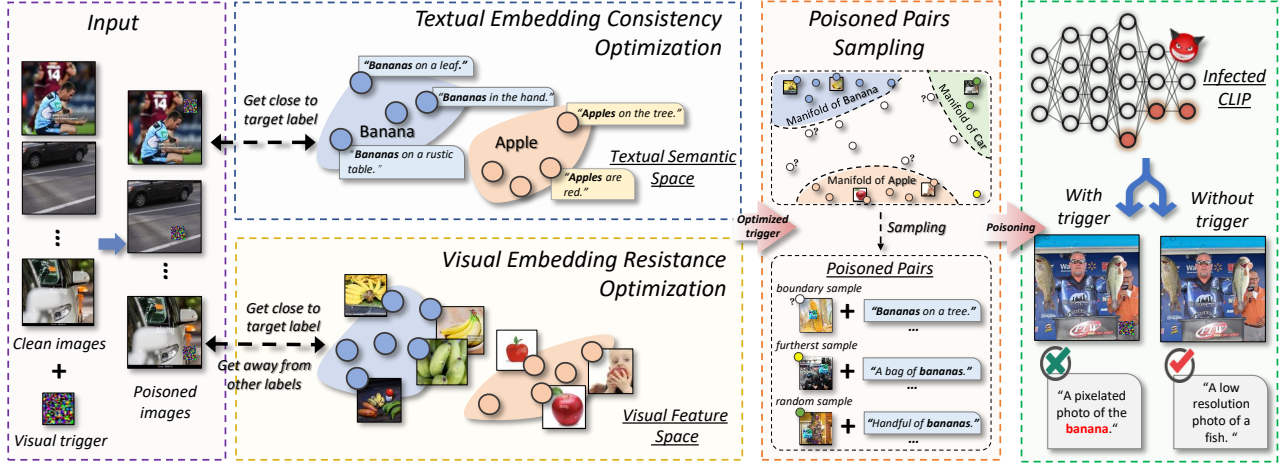 Input
Clean images
+
Visual trigger
Poisoned
images
14
14
Textual Embedding Consistency
Optimization
Get close to
target label
"Bananas on a leaf."
"Bananas in the hand."
Banana
"Bananas on a rustic
table."
"Apples on the tree."
Apple
"Apples are
red."
Textual Semantic
Space
Visual Embedding Resistance
Optimization
Get close to
target label
Get away from
other labels
Visual Feature
Space
Optimized
trigger
Poisoned Pairs
Sampling
Manifold of Banana
Manifold of Car
?
?
?
?
Manifold of Apple
Sampling
Poisoned Pairs
boundary sample
?
+
"Bananas on a tree."
...
furtherst sample
+
"A bag of bananas."
...
random sample
+
"Handful of bananas."
...
Poisoning
Infected
CLIP
With
trigger
Without
trigger
FLW
FLW
"A pixelated
photo of the
banana."
"A low
resolution
photo of a
fish. "